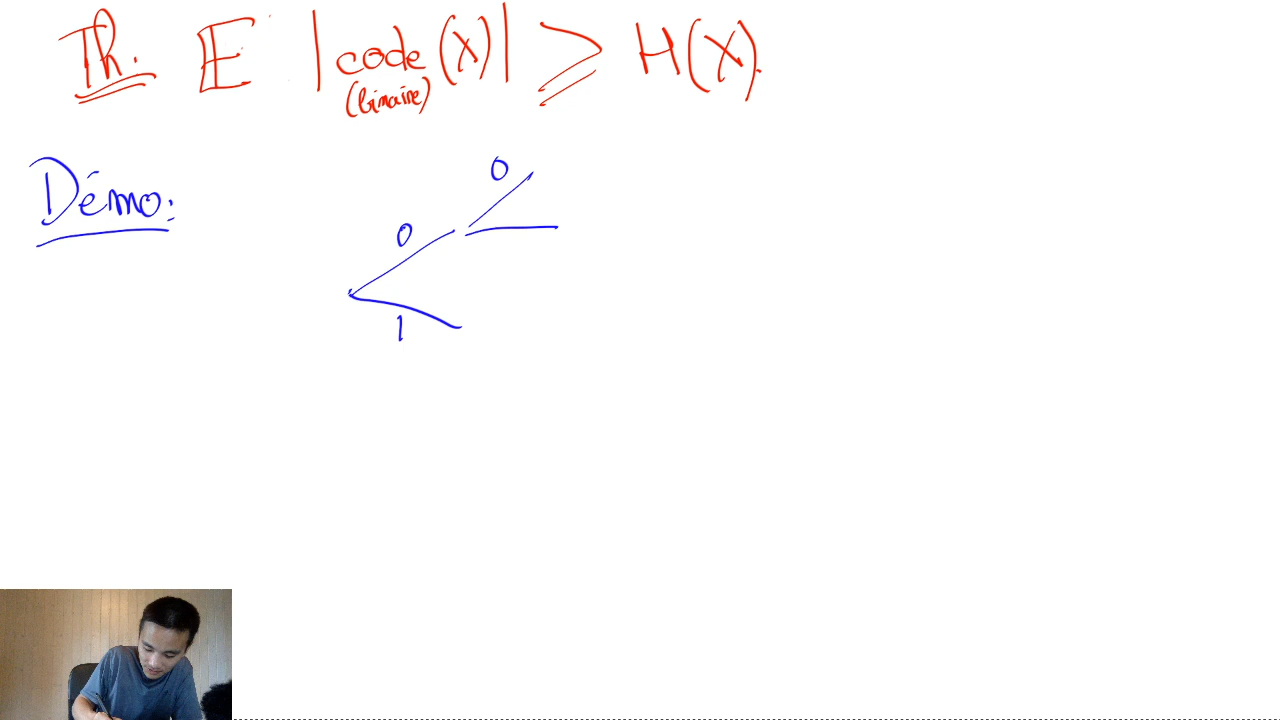 Th. E |code(X)| ≥ H(X).
(binaire)
Démo:
0
0
1